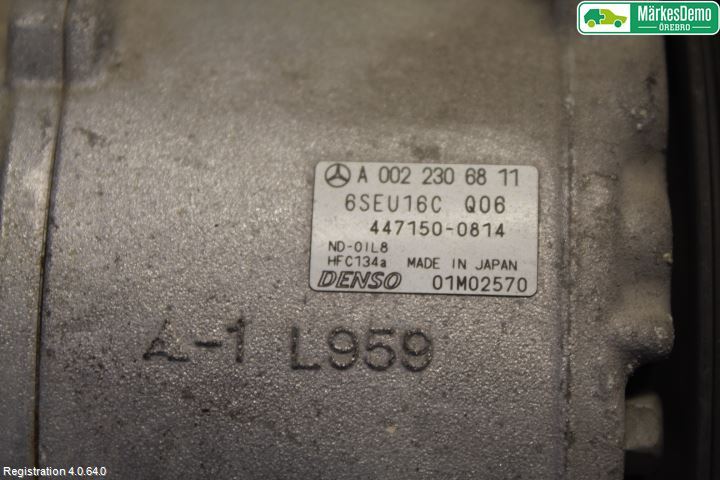 MärkesDemo
ÖREBRO
A 002 230 68 11
6SEU16C Q06
447150-0814
ND-OIL8
HFC134a MADE IN JAPAN
DENSO 01M02570
A-1 L959
Registration 4.0.64.0